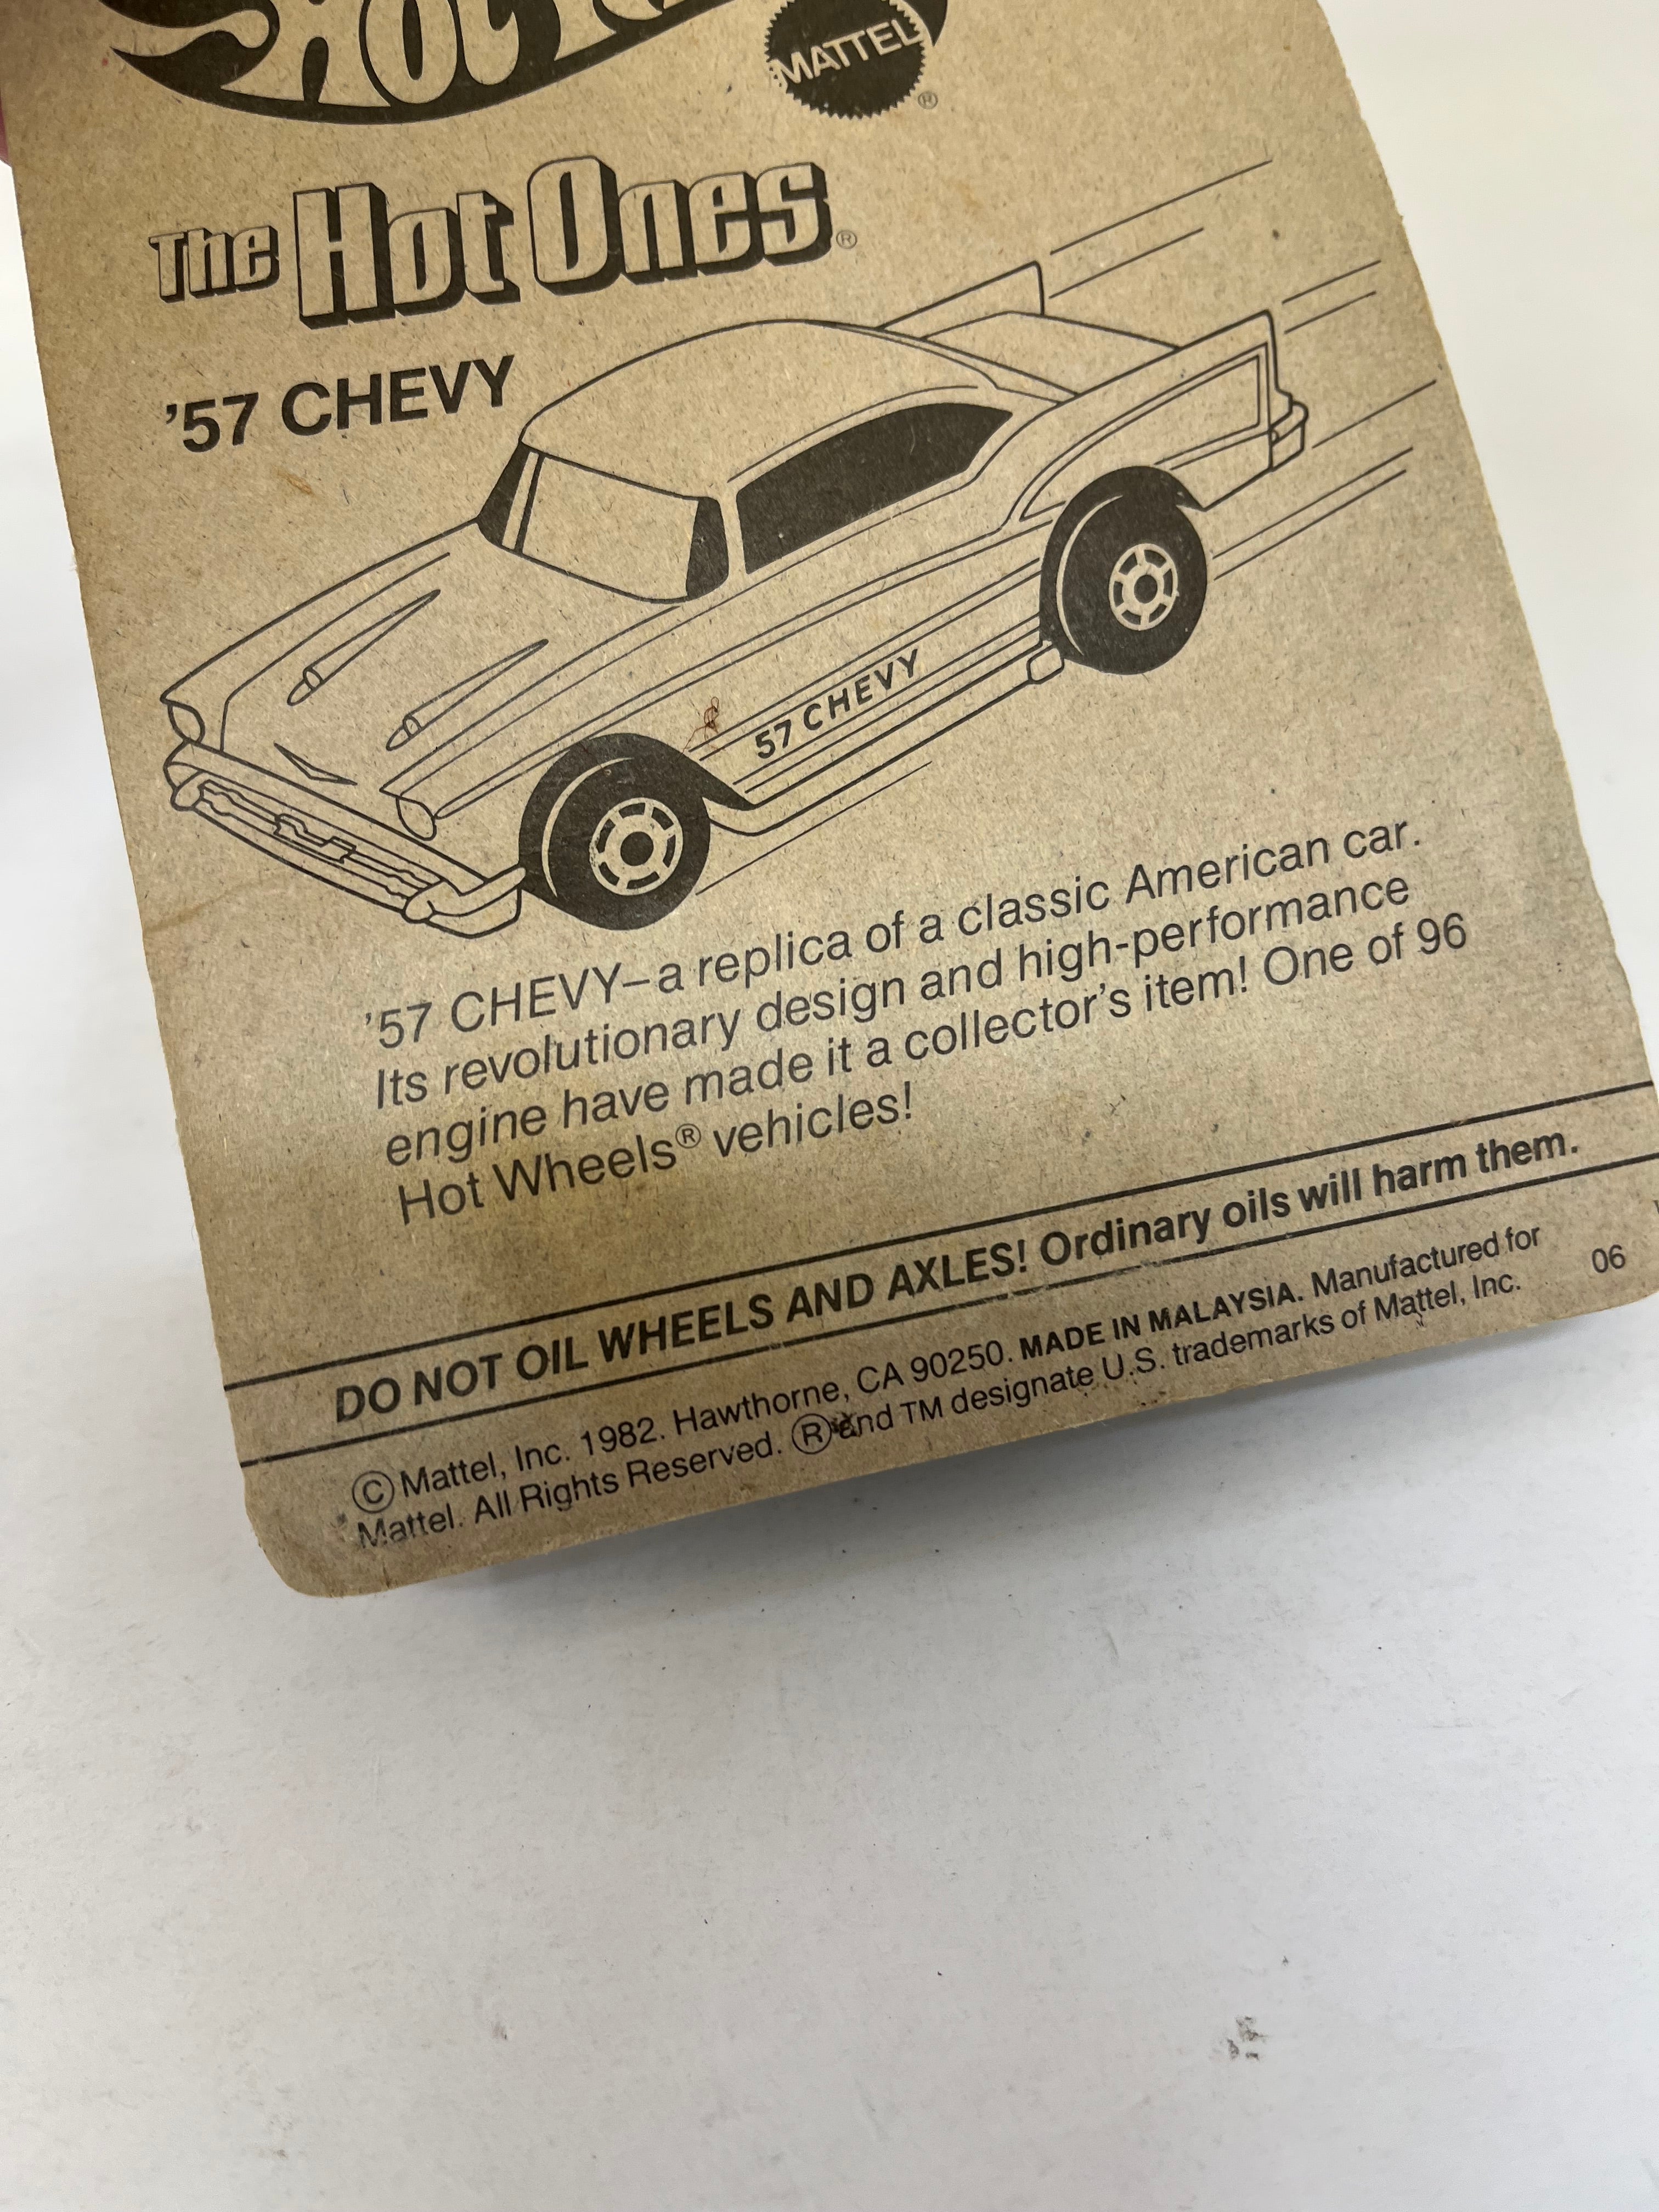 HOT
MATTEL
®
The Hot Ones®
'57 CHEVY
57 CHEVY
'57 CHEVY–a replica of a classic American car.
Its revolutionary design and high-performance
engine have made it a collector's item! One of 96
Hot Wheels® vehicles!
DO NOT OIL WHEELS AND AXLES! Ordinary oils will harm them.
©Mattel, Inc. 1982. Hawthorne, CA 90250. MADE IN MALAYSIA. Manufactured for
Mattel. All Rights Reserved. ® and TM designate U.S. trademarks of Mattel, Inc.
06